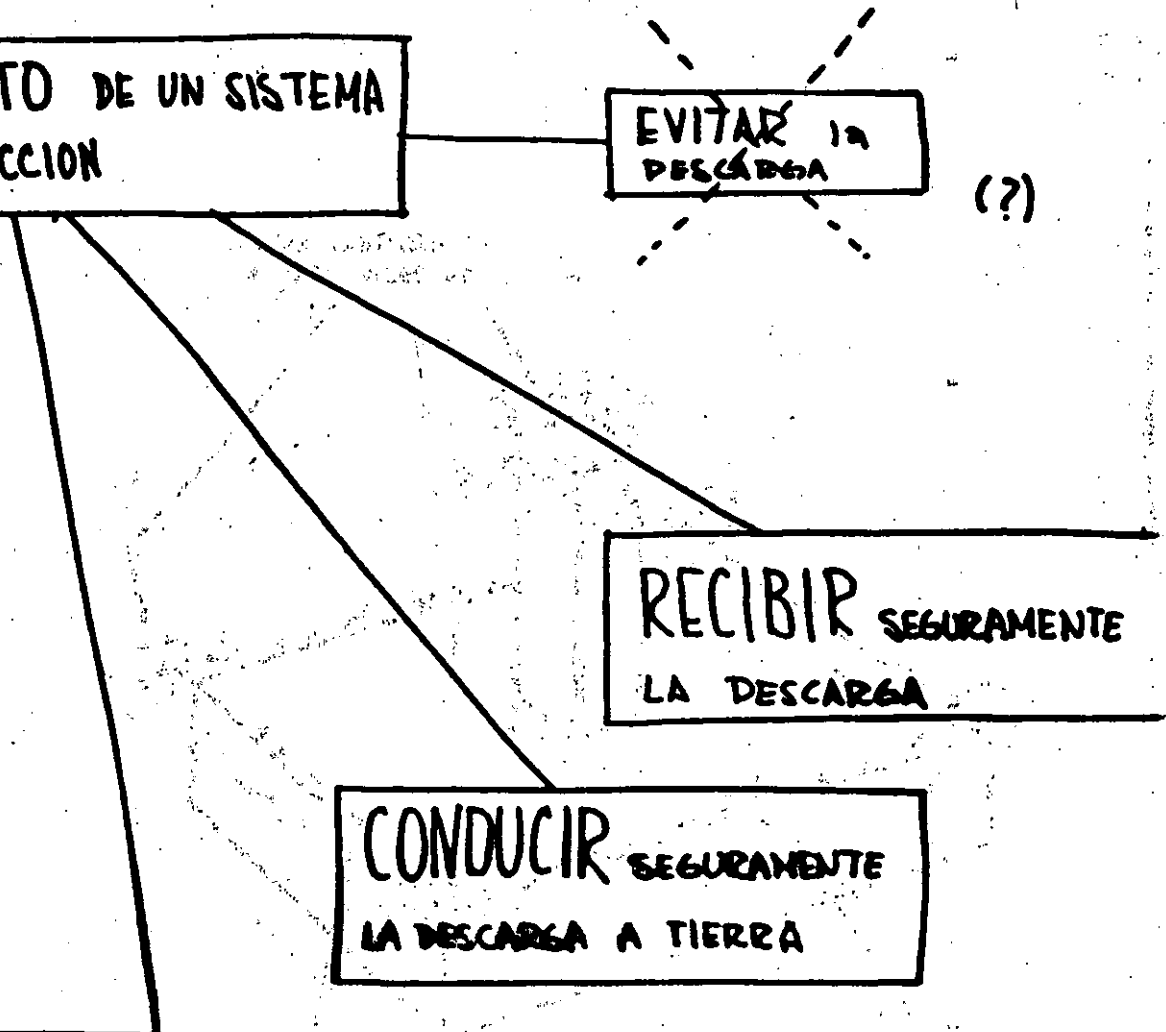 TO DE UN SISTEMA
CCION
EVITAR la
DESCARGA
(?)
RECIBIR SEGURAMENTE
LA DESCARGA
CONDUCIR SEGURAMENTE
LA DESCARGA A TIERRA